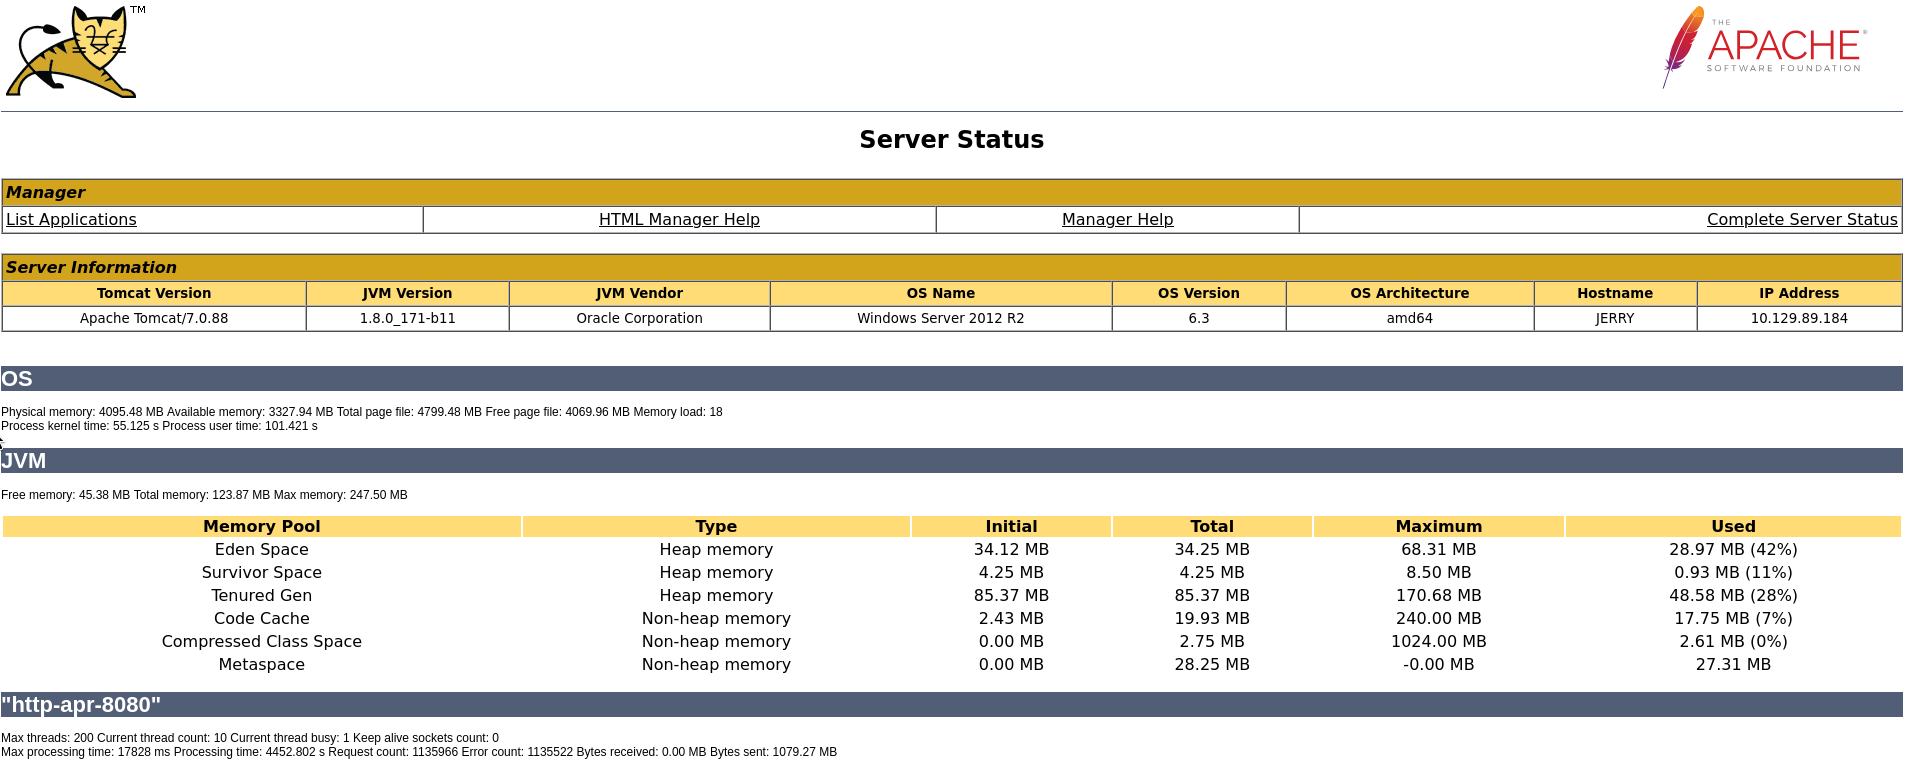 TM
THE
APACHE®
SOFTWARE FOUNDATION
Server Status
Manager
List Applications HTML Manager Help Manager Help Complete Server Status
Server Information
Tomcat Version JVM Version JVM Vendor OS Name OS Version OS Architecture Hostname IP Address
Apache Tomcat/7.0.88 1.8.0_171-b11 Oracle Corporation Windows Server 2012 R2 6.3 amd64 JERRY 10.129.89.184
OS
Physical memory: 4095.48 MB Available memory: 3327.94 MB Total page file: 4799.48 MB Free page file: 4069.96 MB Memory load: 18
Process kernel time: 55.125 s Process user time: 101.421 s
JVM
Free memory: 45.38 MB Total memory: 123.87 MB Max memory: 247.50 MB
Memory Pool Type Initial Total Maximum Used
Eden Space Heap memory 34.12 MB 34.25 MB 68.31 MB 28.97 MB (42%)
Survivor Space Heap memory 4.25 MB 4.25 MB 8.50 MB 0.93 MB (11%)
Tenured Gen Heap memory 85.37 MB 85.37 MB 170.68 MB 48.58 MB (28%)
Code Cache Non-heap memory 2.43 MB 19.93 MB 240.00 MB 17.75 MB (7%)
Compressed Class Space Non-heap memory 0.00 MB 2.75 MB 1024.00 MB 2.61 MB (0%)
Metaspace Non-heap memory 0.00 MB 28.25 MB -0.00 MB 27.31 MB
"http-apr-8080"
Max threads: 200 Current thread count: 10 Current thread busy: 1 Keep alive sockets count: 0
Max processing time: 17828 ms Processing time: 4452.802 s Request count: 1135966 Error count: 1135522 Bytes received: 0.00 MB Bytes sent: 1079.27 MB